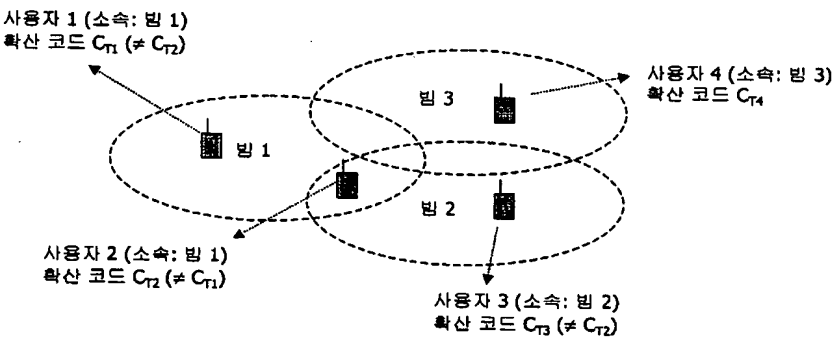 사용자 1 (소속: 빔 1)
확산 코드 C_T1 (≠ C_T2)
사용자 4 (소속: 빔 3)
확산 코드 C_T4
빔 3
빔 1
빔 2
사용자 2 (소속: 빔 1)
확산 코드 C_T2 (≠ C_T1)
사용자 3 (소속: 빔 2)
확산 코드 C_T3 (≠ C_T2)